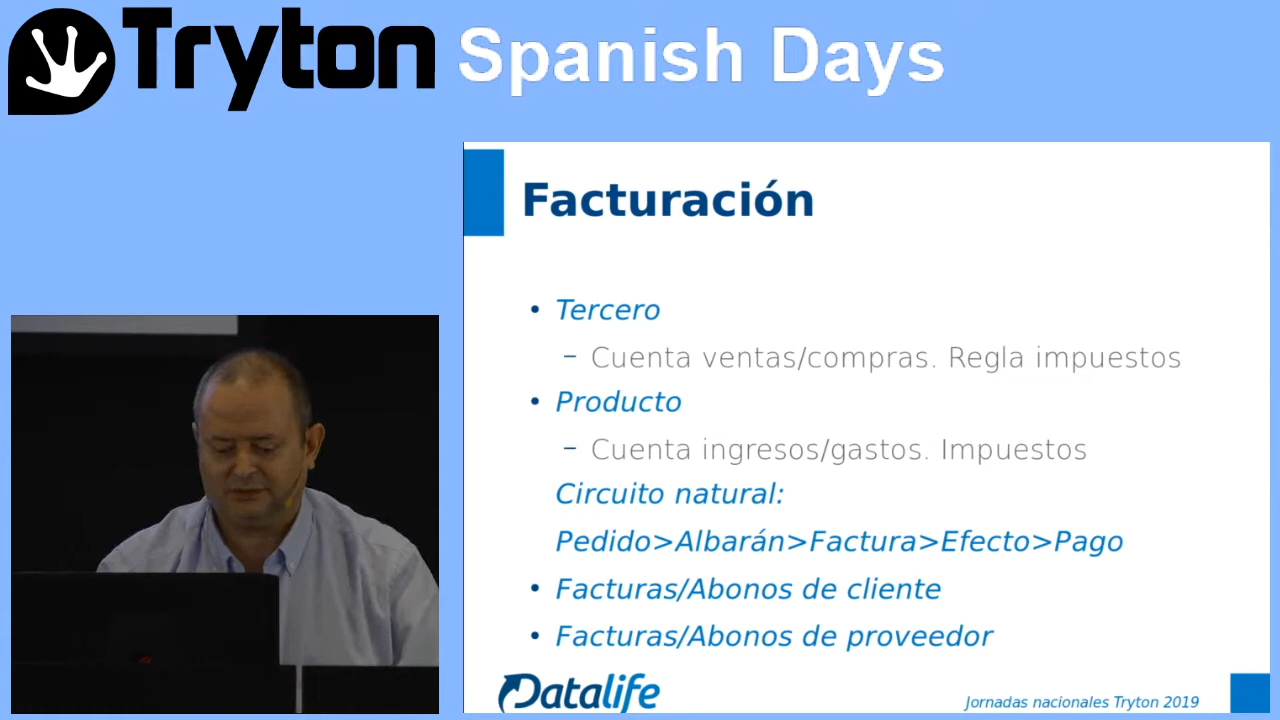 Tryton Spanish Days
Facturación
• Tercero
– Cuenta ventas/compras. Regla impuestos
• Producto
– Cuenta ingresos/gastos. Impuestos
Circuito natural:
Pedido>Albarán>Factura>Efecto>Pago
• Facturas/Abonos de cliente
• Facturas/Abonos de proveedor
Datalife
Jornadas nacionales Tryton 2019